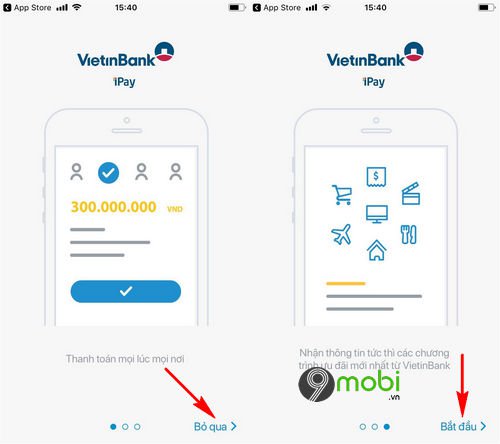 App Store
15:40
VietinBank
iPay
300.000.000 VND
Thanh toán mọi lúc mọi nơi
Bỏ qua
App Store
15:40
VietinBank
iPay
$
Nhận thông tin tức thì các chương
trình ưu đãi mới nhất từ VietinBank
9mobi
.vn
Bắt đầu